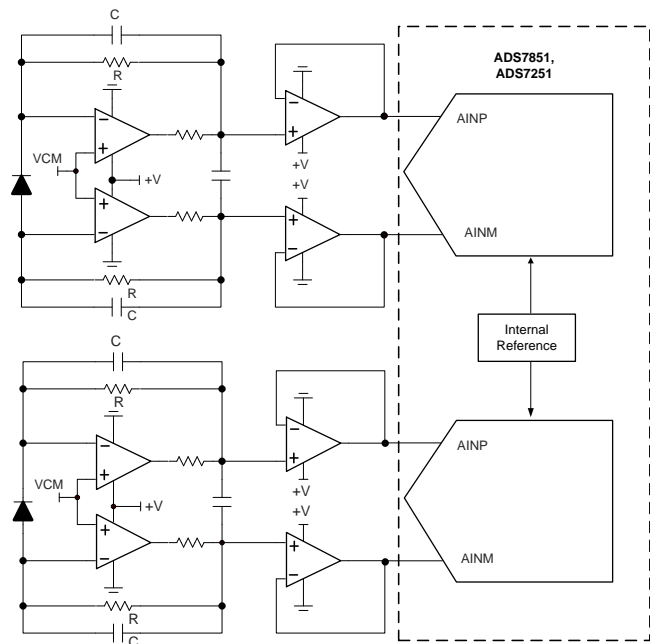 C
R
ADS7851,
ADS7251
AINP
VCM
+V
+V
+V
AINM
R
C
Internal
Reference
C
R
AINP
VCM
+V
+V
+V
AINM
R
C